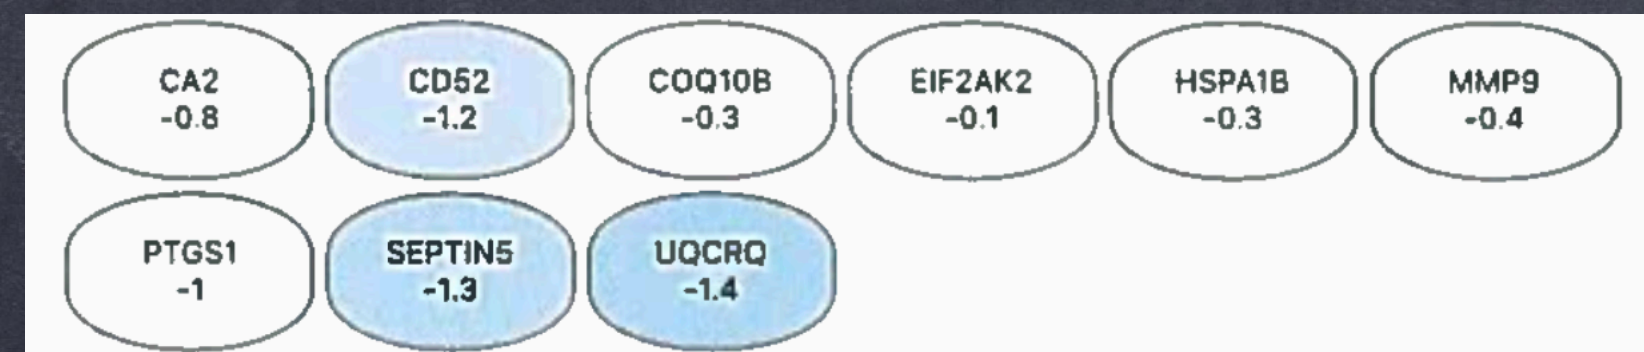 CA2 CD52 COQ10B EIF2AK2 HSPA1B MMP9
-0.8 -1.2 -0.3 -0.1 -0.3 -0.4
PTGS1 SEPTIN5 UQCRQ
-1 -1.3 -1.4